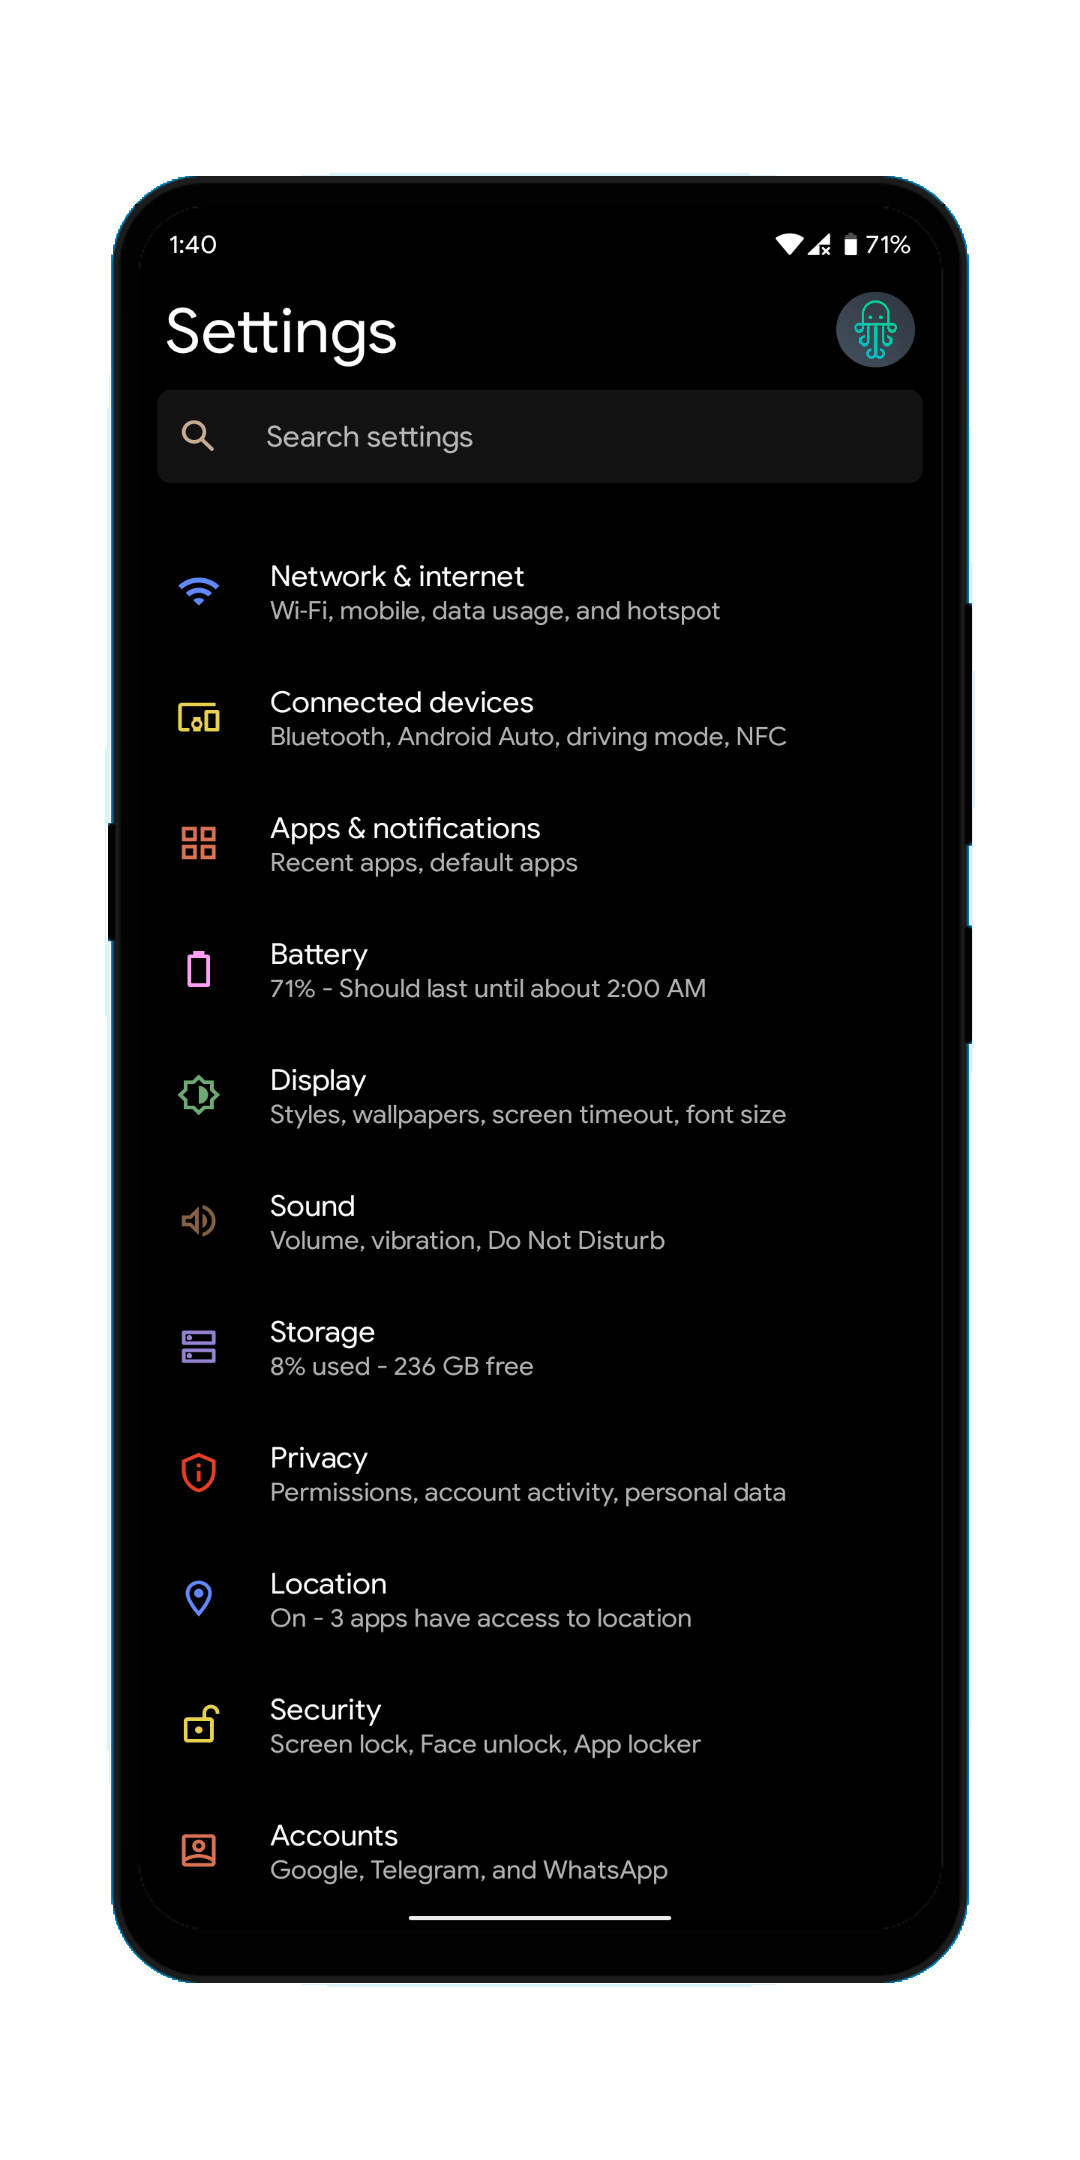 1:40 71%
Settings
Search settings
Network & internet
Wi-Fi, mobile, data usage, and hotspot
Connected devices
Bluetooth, Android Auto, driving mode, NFC
Apps & notifications
Recent apps, default apps
Battery
71% - Should last until about 2:00 AM
Display
Styles, wallpapers, screen timeout, font size
Sound
Volume, vibration, Do Not Disturb
Storage
8% used - 236 GB free
Privacy
Permissions, account activity, personal data
Location
On - 3 apps have access to location
Security
Screen lock, Face unlock, App locker
Accounts
Google, Telegram, and WhatsApp